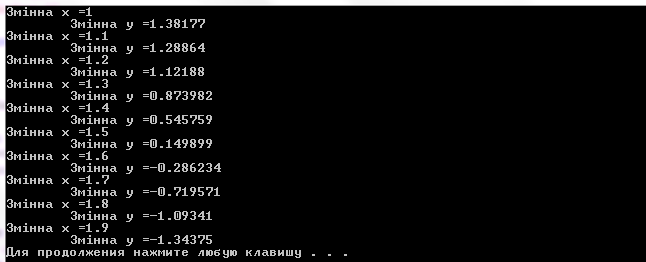 Змінна x =1
Змінна y =1.38177
Змінна x =1.1
Змінна y =1.28864
Змінна x =1.2
Змінна y =1.12188
Змінна x =1.3
Змінна y =0.873982
Змінна x =1.4
Змінна y =0.545759
Змінна x =1.5
Змінна y =0.149899
Змінна x =1.6
Змінна y =-0.286234
Змінна x =1.7
Змінна y =-0.719571
Змінна x =1.8
Змінна y =-1.09341
Змінна x =1.9
Змінна y =-1.34375
Для продолжения нажмите любую клавишу . . .